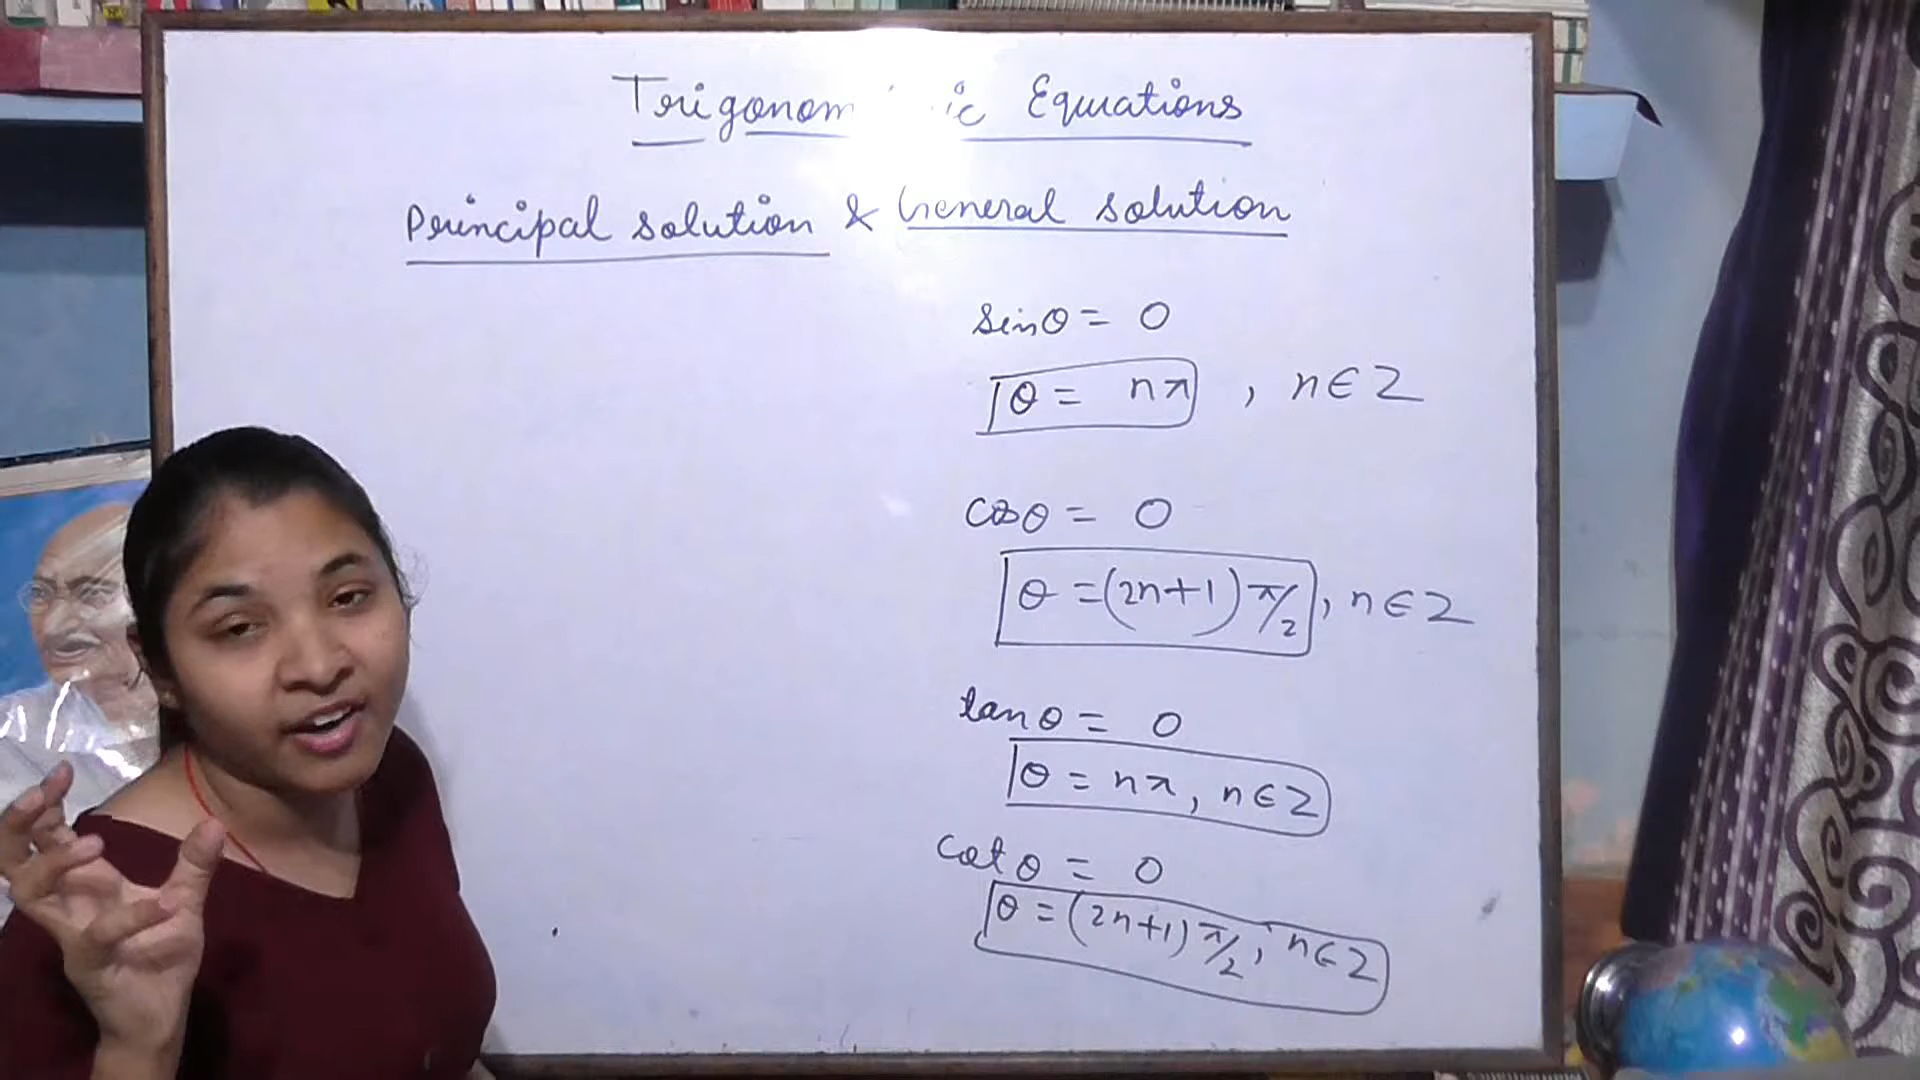 Trigonom ic Equations
Principal solution & General solution
sinθ = 0
θ = nπ , n∈Z
cosθ = 0
θ = (2n+1) π/2 , n∈Z
tanθ = 0
θ = nπ, n∈Z
cotθ = 0
θ = (2n+1) π/2, n∈Z